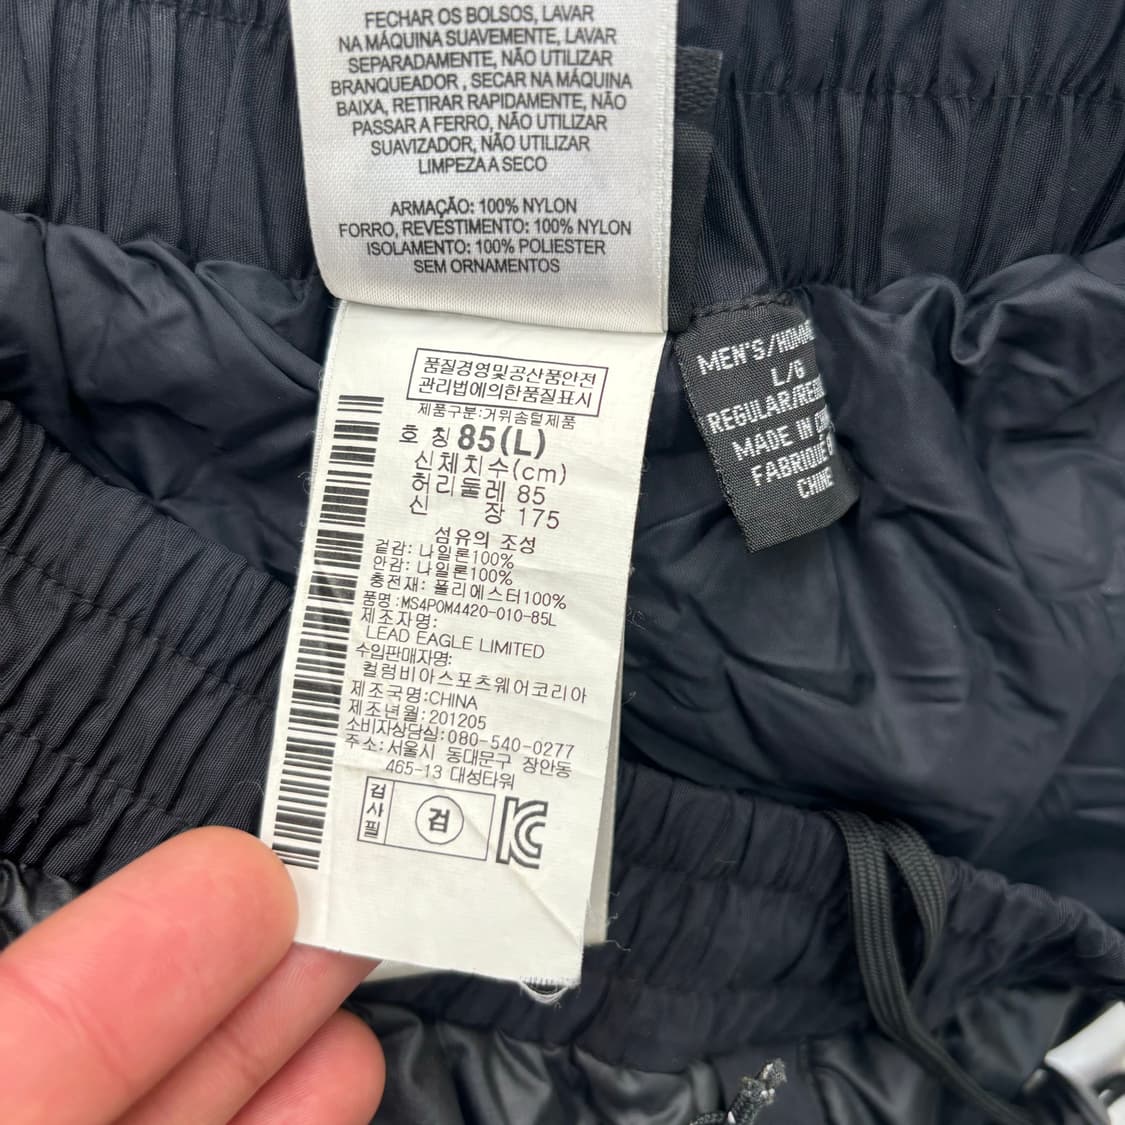 FECHAR OS BOLSOS, LAVAR
NA MÁQUINA SUAVEMENTE, LAVAR
SEPARADAMENTE, NÃO UTILIZAR
BRANQUEADOR , SECAR NA MÁQUINA
BAIXA, RETIRAR RAPIDAMENTE, NÃO
PASSAR A FERRO, NÃO UTILIZAR
SUAVIZADOR, NÃO UTILIZAR
LIMPEZA A SECO
ARMAÇÃO: 100% NYLON
FORRO, REVESTIMENTO: 100% NYLON
ISOLAMENTO: 100% POLIESTER
SEM ORNAMENTOS
품질경영및공산품안전
관리법에의한품질표시
제품구분:거위솜털제품
호 칭 85(L)
신체치수(cm)
허리둘레 85
신 장 175
섬유의 조성
겉감: 나일론100%
안감: 나일론100%
충전재: 폴리에스터100%
품명:MS4POM4420-010-85L
제조자명:
LEAD EAGLE LIMITED
수입판매자명:
컬럼비아스포츠웨어코리아
제조국명:CHINA
제조년월:201205
소비자상담실:080-540-0277
주소:서울시 동대문구 장안동
465-13 대성타워
검사필
검
MEN'S/HOMME
L/G
REGULAR/
MADE IN
FABRIQUÉ
CHINE